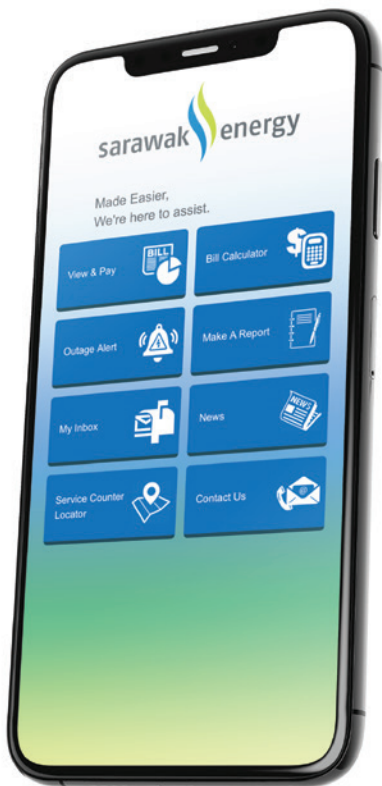 sarawak energy
Made Easier,
We're here to assist.
View & Pay
BILL
Bill Calculator
$
Outage Alert
Make A Report
My Inbox
News
NEWS
Service Counter
Locator
Contact Us
@